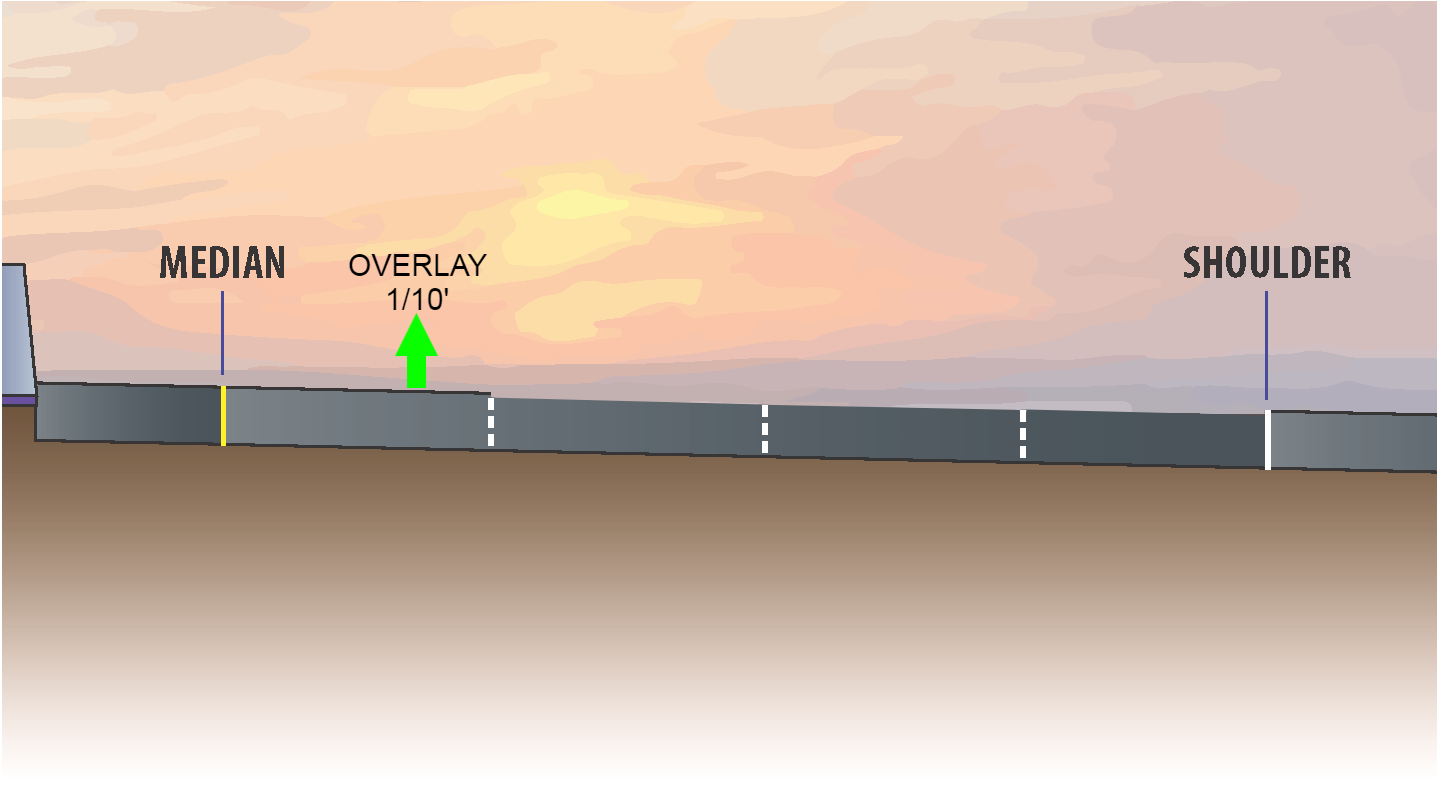 MEDIAN
OVERLAY
1/10'
SHOULDER